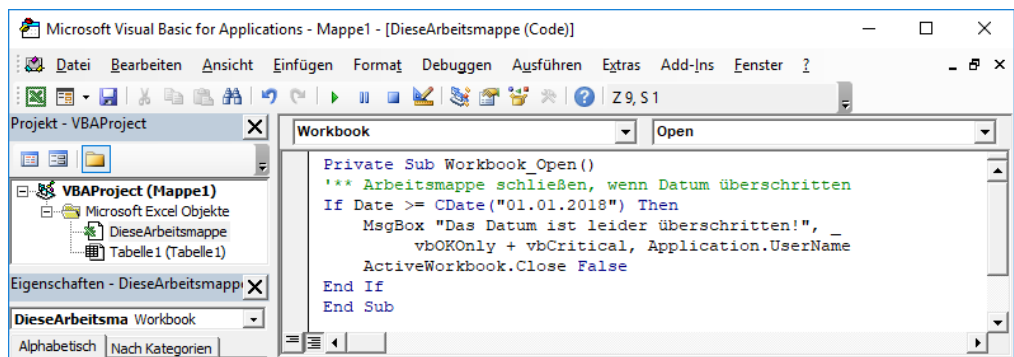 Microsoft Visual Basic for Applications - Mappe1 - [DieseArbeitsmappe (Code)]
Datei Bearbeiten Ansicht Einfügen Format Debuggen Ausführen Extras Add-Ins Fenster ?
Z 9, S 1
Projekt - VBAProject
Workbook Open
VBAProject (Mappe1)
Microsoft Excel Objekte
DieseArbeitsmappe
Tabelle1 (Tabelle1)
Eigenschaften - DieseArbeitsmapp
DieseArbeitsma Workbook
Alphabetisch Nach Kategorien
Private Sub Workbook_Open()
'** Arbeitsmappe schließen, wenn Datum überschritten
If Date >= CDate("01.01.2018") Then
MsgBox "Das Datum ist leider überschritten!", _
vbOKOnly + vbCritical, Application.UserName
ActiveWorkbook.Close False
End If
End Sub